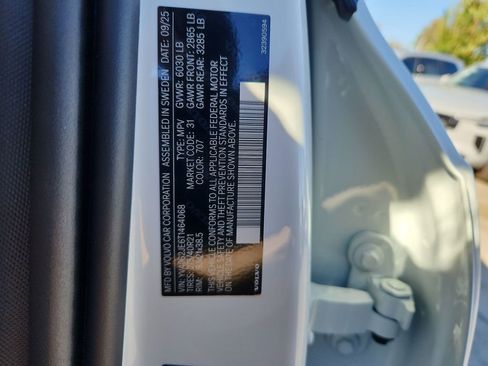 MFG BY VOLVO CAR CORPORATION ASSEMBLED IN SWEDEN DATE: 09/25
TYPE: MPV GVWR: 6030 LB
MARKET CODE: 31 GAWR FRONT: 2865 LB
COLOR: 707 GAWR REAR: 3285 LB
THIS VEHICLE CONFORMS TO ALL APPLICABLE FEDERAL MOTOR
VEHICLE SAFETY AND THEFT PREVENTION STANDARDS IN EFFECT
ON THE DATE OF MANUFACTURE SHOWN ABOVE.
VOLVO
32390594